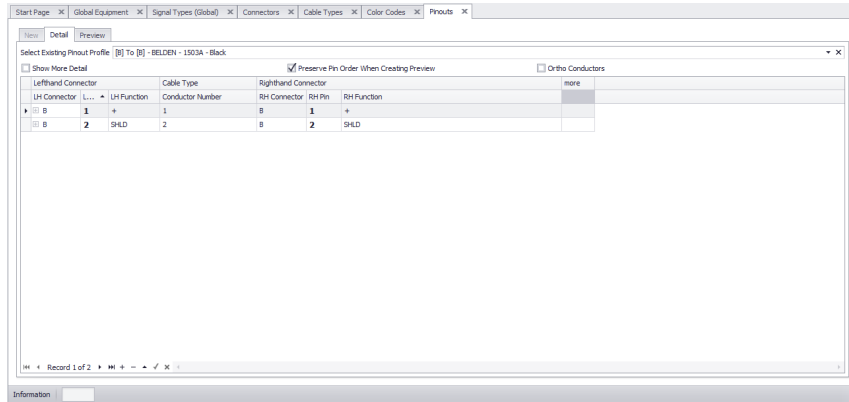 Start Page Global Equipment Signal Types (Global) Connectors Cable Types Color Codes Pinouts
New Detail Preview
Select Existing Pinout Profile [B] To [B] - BELDEN - 1503A - Black
Show More Detail Preserve Pin Order When Creating Preview Ortho Conductors
Lefthand Connector Cable Type Righthand Connector more
LH Connector L... LH Function Conductor Number RH Connector RH Pin RH Function
B 1 + 1 B 1 +
B 2 SHLD 2 B 2 SHLD
Record 1 of 2
Information